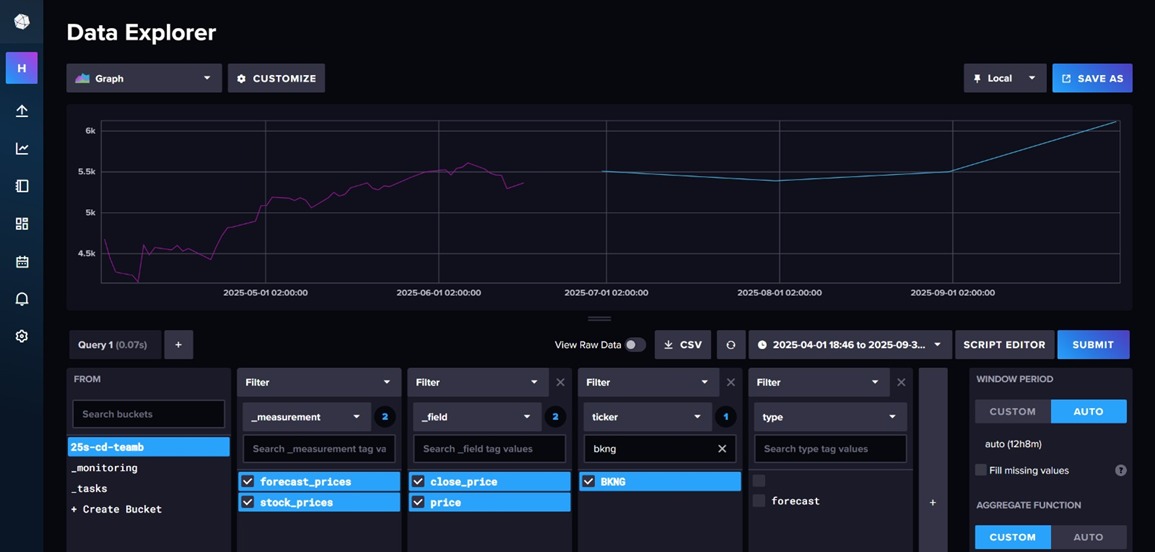 Data Explorer
H
Graph
CUSTOMIZE
Local
SAVE AS
6k
5.5k
5k
4.5k
2025-05-01 02:00:00
2025-06-01 02:00:00
2025-07-01 02:00:00
2025-08-01 02:00:00
2025-09-01 02:00:00
Query 1 (0.07s)
+
View Raw Data
CSV
2025-04-01 18:46 to 2025-09-3...
SCRIPT EDITOR
SUBMIT
FROM
Search buckets
25s-cd-teamb
_monitoring
_tasks
+ Create Bucket
Filter
_measurement
2
Search _measurement tag va
forecast_prices
stock_prices
Filter
_field
2
Search _field tag values
close_price
price
Filter
ticker
1
bkng
BKNG
Filter
type
Search type tag values
forecast
+
WINDOW PERIOD
CUSTOM
AUTO
auto (12h8m)
Fill missing values
?
AGGREGATE FUNCTION
CUSTOM
AUTO